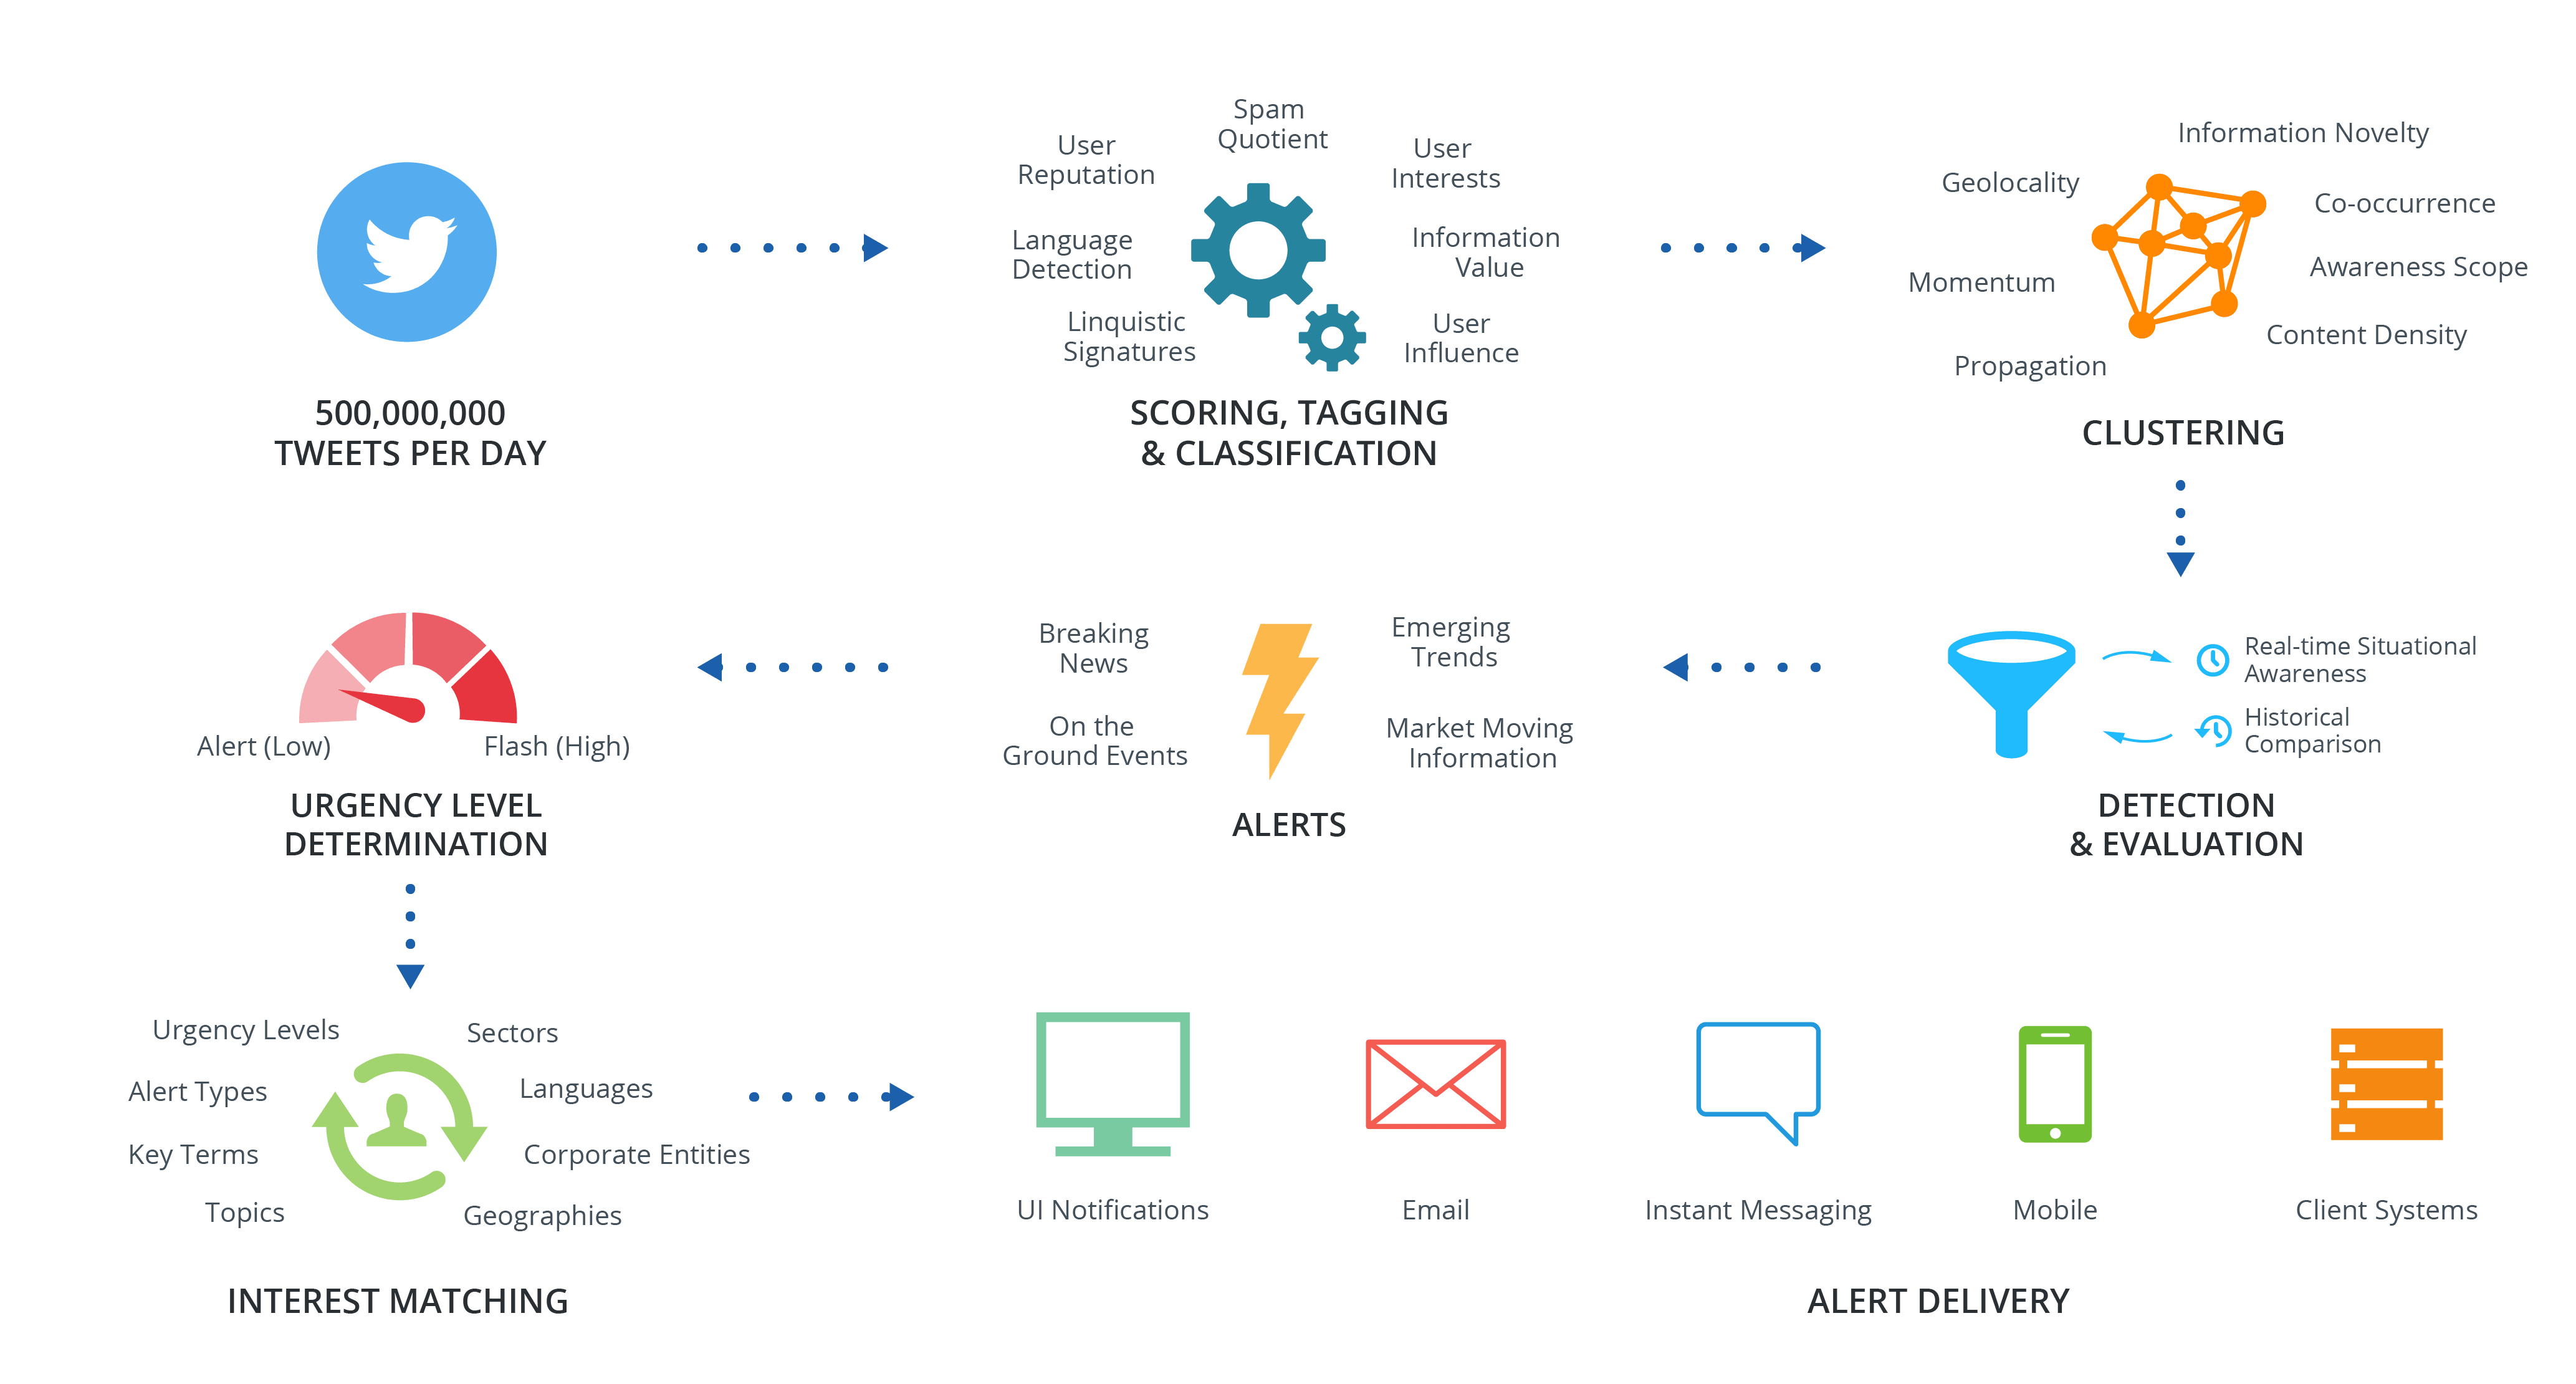 500,000,000
TWEETS PER DAY
Spam
Quotient
User
Reputation
User
Interests
Language
Detection
Information
Value
Linquistic
Signatures
User
Influence
SCORING, TAGGING
& CLASSIFICATION
Information Novelty
Geolocality
Co-occurrence
Momentum
Awareness Scope
Content Density
Propagation
CLUSTERING
Real-time Situational
Awareness
Historical
Comparison
DETECTION
& EVALUATION
Breaking
News
Emerging
Trends
On the
Ground Events
Market Moving
Information
ALERTS
Alert (Low)
Flash (High)
URGENCY LEVEL
DETERMINATION
Urgency Levels
Sectors
Alert Types
Languages
Key Terms
Corporate Entities
Topics
Geographies
INTEREST MATCHING
UI Notifications
Email
Instant Messaging
Mobile
Client Systems
ALERT DELIVERY